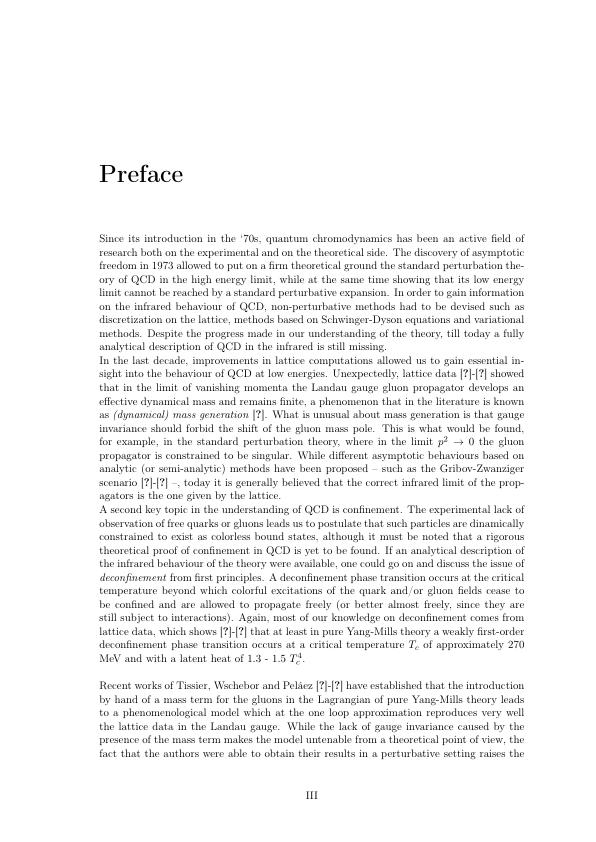 Preface
Since its introduction in the ‘70s, quantum chromodynamics has been an active field of
research both on the experimental and on the theoretical side. The discovery of asymptotic
freedom in 1973 allowed to put on a firm theoretical ground the standard perturbation the-
ory of QCD in the high energy limit, while at the same time showing that its low energy
limit cannot be reached by a standard perturbative expansion. In order to gain information
on the infrared behaviour of QCD, non-perturbative methods had to be devised such as
discretization on the lattice, methods based on Schwinger-Dyson equations and variational
methods. Despite the progress made in our understanding of the theory, till today a fully
analytical description of QCD in the infrared is still missing.
In the last decade, improvements in lattice computations allowed us to gain essential in-
sight into the behaviour of QCD at low energies. Unexpectedly, lattice data [?]-[?] showed
that in the limit of vanishing momenta the Landau gauge gluon propagator develops an
effective dynamical mass and remains finite, a phenomenon that in the literature is known
as (dynamical) mass generation [?]. What is unusual about mass generation is that gauge
invariance should forbid the shift of the gluon mass pole. This is what would be found,
for example, in the standard perturbation theory, where in the limit p² → 0 the gluon
propagator is constrained to be singular. While different asymptotic behaviours based on
analytic (or semi-analytic) methods have been proposed – such as the Gribov-Zwanziger
scenario [?]-[?] –, today it is generally believed that the correct infrared limit of the prop-
agators is the one given by the lattice.
A second key topic in the understanding of QCD is confinement. The experimental lack of
observation of free quarks or gluons leads us to postulate that such particles are dinamically
constrained to exist as colorless bound states, although it must be noted that a rigorous
theoretical proof of confinement in QCD is yet to be found. If an analytical description of
the infrared behaviour of the theory were available, one could go on and discuss the issue of
deconfinement from first principles. A deconfinement phase transition occurs at the critical
temperature beyond which colorful excitations of the quark and/or gluon fields cease to
be confined and are allowed to propagate freely (or better almost freely, since they are
still subject to interactions). Again, most of our knowledge on deconfinement comes from
lattice data, which shows [?]-[?] that at least in pure Yang-Mills theory a weakly first-order
deconfinement phase transition occurs at a critical temperature T_c of approximately 270
MeV and with a latent heat of 1.3 - 1.5 T_c⁴.
Recent works of Tissier, Wschebor and Peláez [?]-[?] have established that the introduction
by hand of a mass term for the gluons in the Lagrangian of pure Yang-Mills theory leads
to a phenomenological model which at the one loop approximation reproduces very well
the lattice data in the Landau gauge. While the lack of gauge invariance caused by the
presence of the mass term makes the model untenable from a theoretical point of view, the
fact that the authors were able to obtain their results in a perturbative setting raises the
III